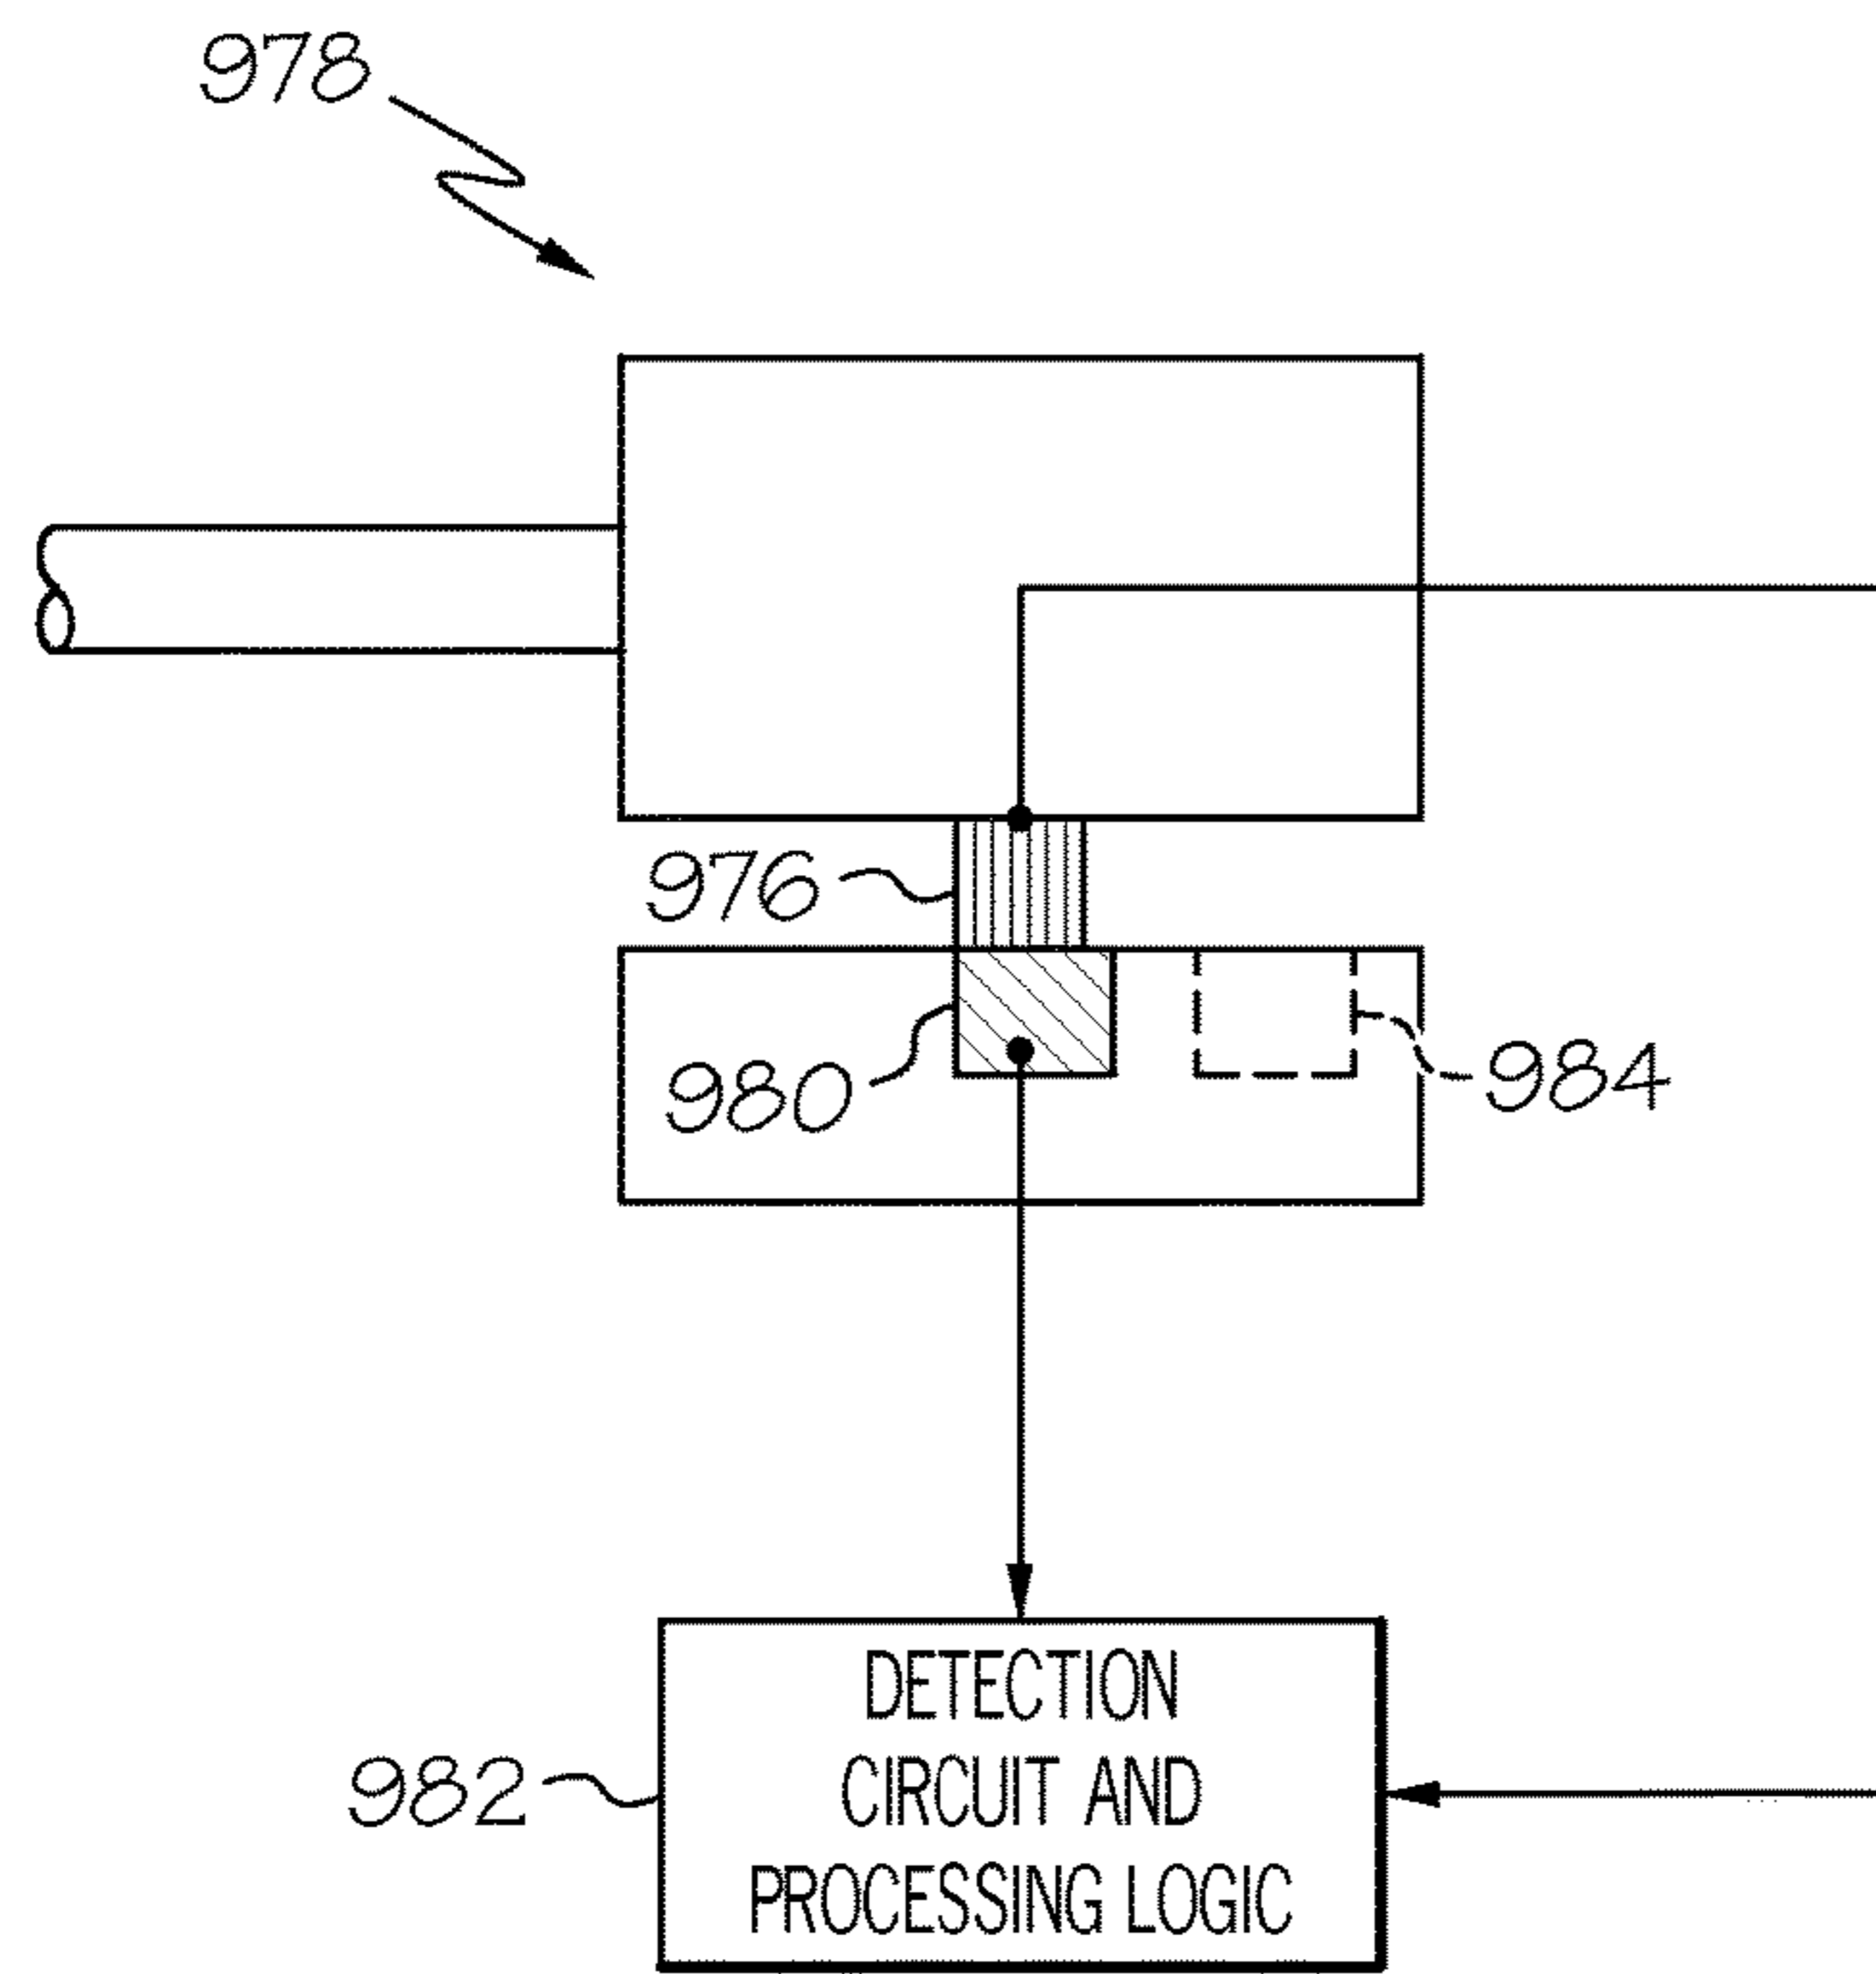 978
976
980
984
982
DETECTION
CIRCUIT AND
PROCESSING LOGIC